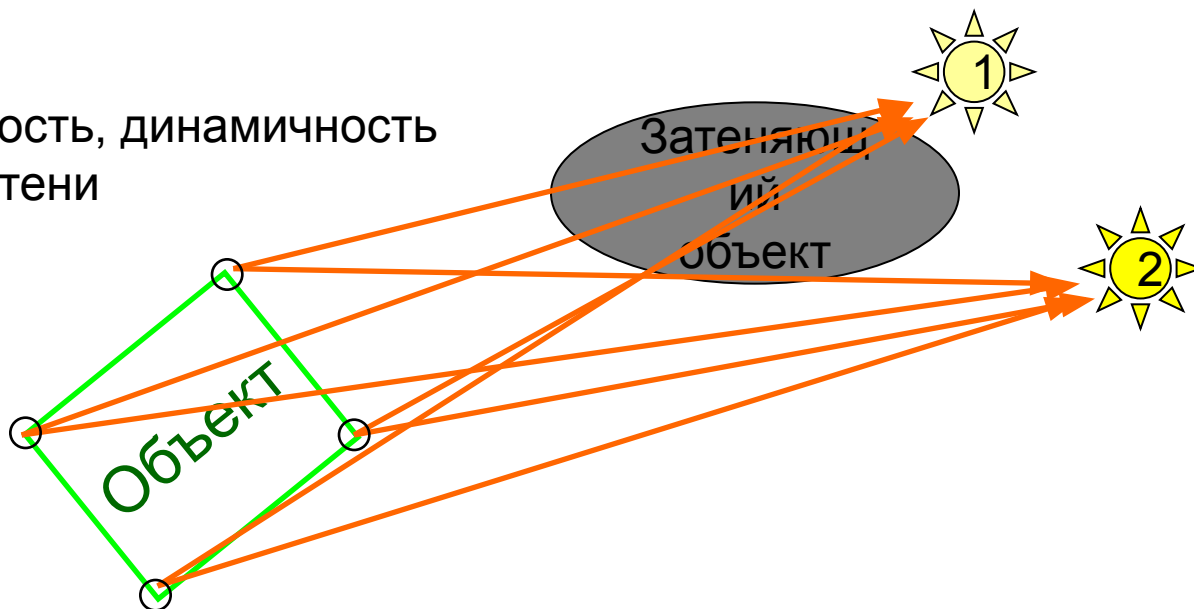 ость, динамичность
тени
1
Затеняющ
ий
объект
2
Объект